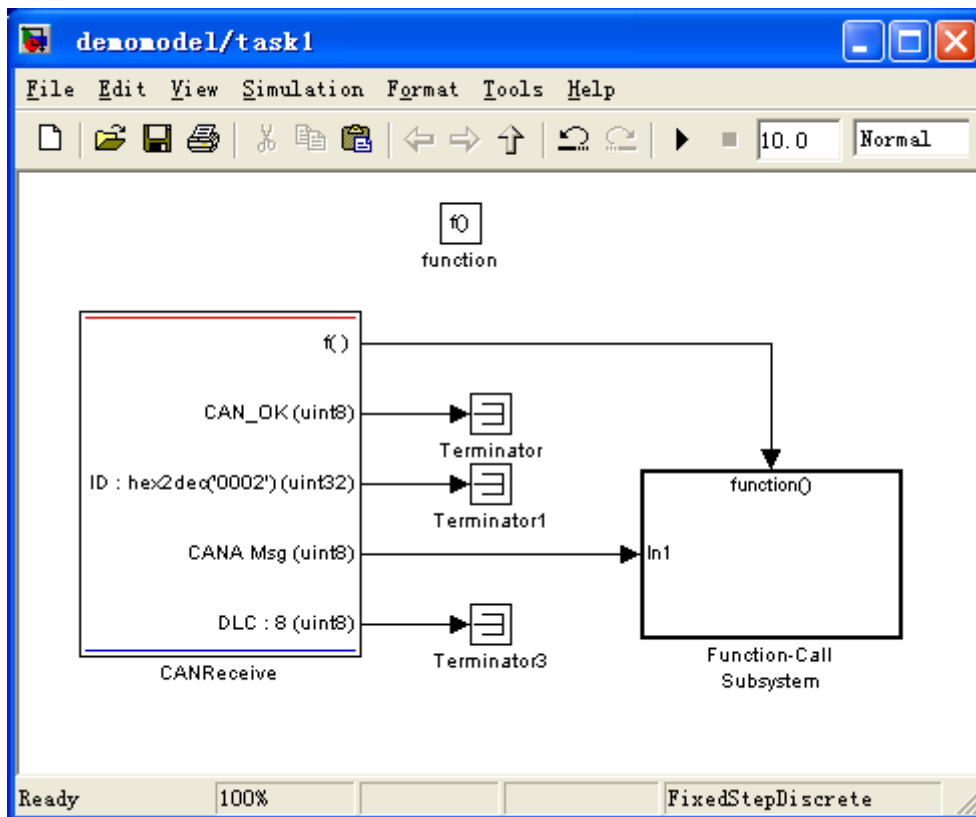 demomodel/task1
File Edit View Simulation Format Tools Help
10.0 Normal
f()
function
f()
CAN_OK (uint8)
Terminator
ID : hex2dec('0002') (uint32)
Terminator1
function()
CANA Msg (uint8)
In1
DLC : 8 (uint8)
Terminator3
CANReceive
Function-Call
Subsystem
Ready 100% FixedStepDiscrete